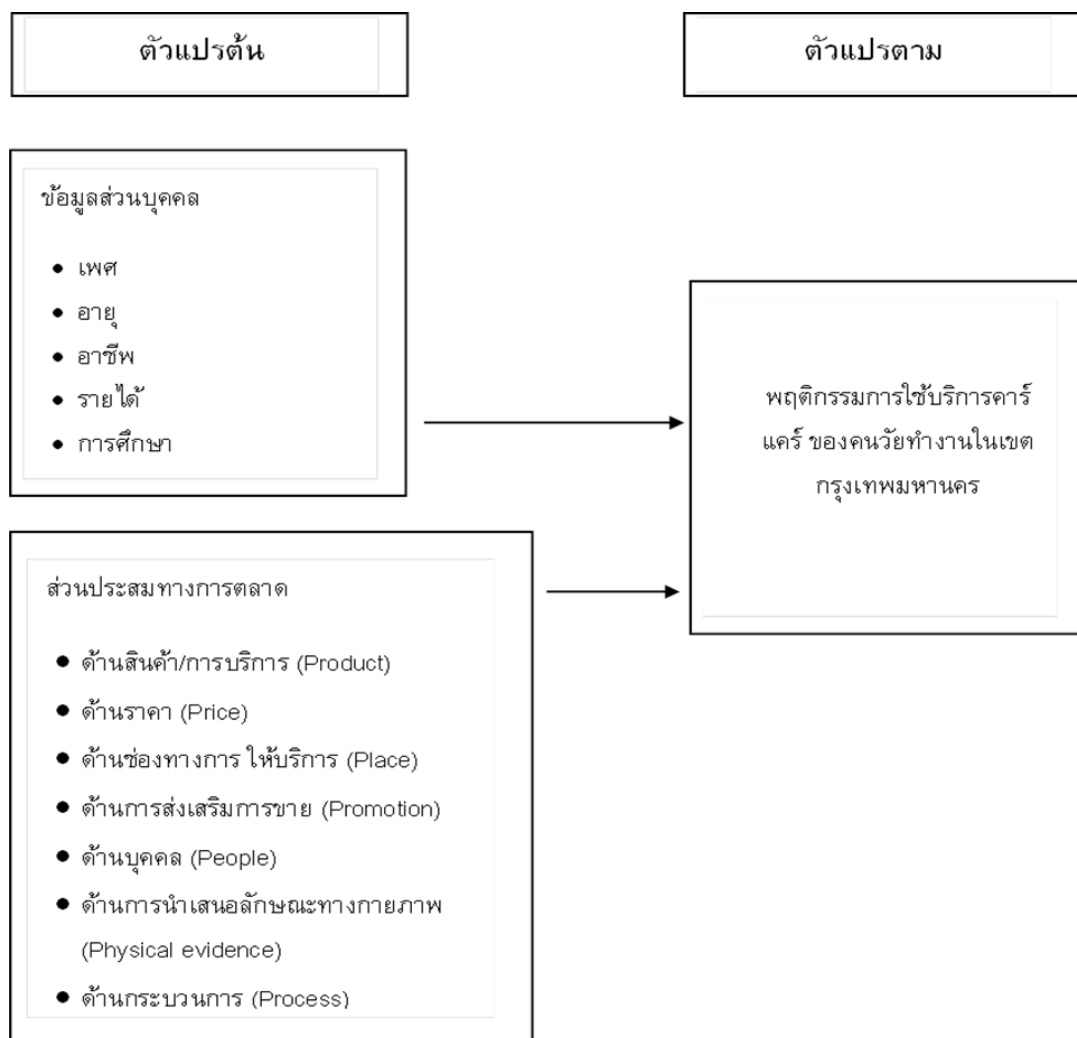 ตัวแปรต้น
ตัวแปรตาม
ข้อมูลส่วนบุคคล
● เพศ
● อายุ
● อาชีพ
● รายได้
● การศึกษา
พฤติกรรมการใช้บริการคาร์
แคร์ ของคนวัยทำงานในเขต
กรุงเทพมหานคร
ส่วนประสมทางการตลาด
● ด้านสินค้า/การบริการ (Product)
● ด้านราคา (Price)
● ด้านช่องทางการ ให้บริการ (Place)
● ด้านการส่งเสริมการขาย (Promotion)
● ด้านบุคคล (People)
● ด้านการนำเสนอลักษณะทางกายภาพ
(Physical evidence)
● ด้านกระบวนการ (Process)